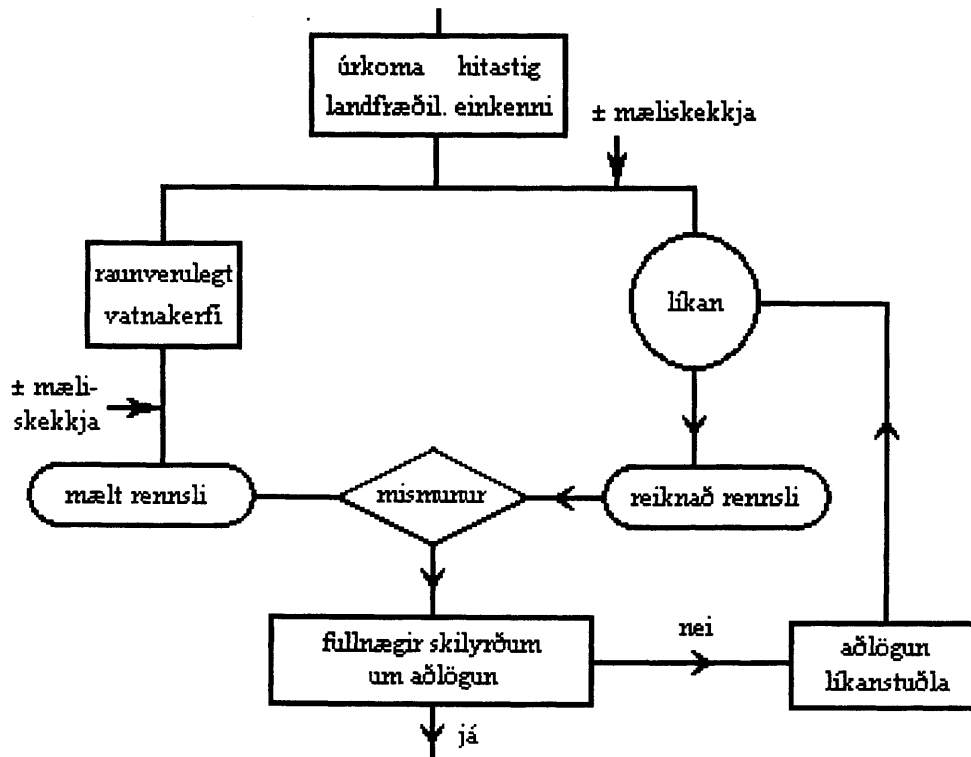 úrkoma hitastig
landfræðil. einkenni
± mæliskekkja
raunverulegt
vatnakerfi
líkan
± mæli-
skekkja
mælt rennsli
mismunur
reiknað rennsli
fullnægir skilyrðum
um aðlögun
nei
aðlögun
líkanstuðla
já